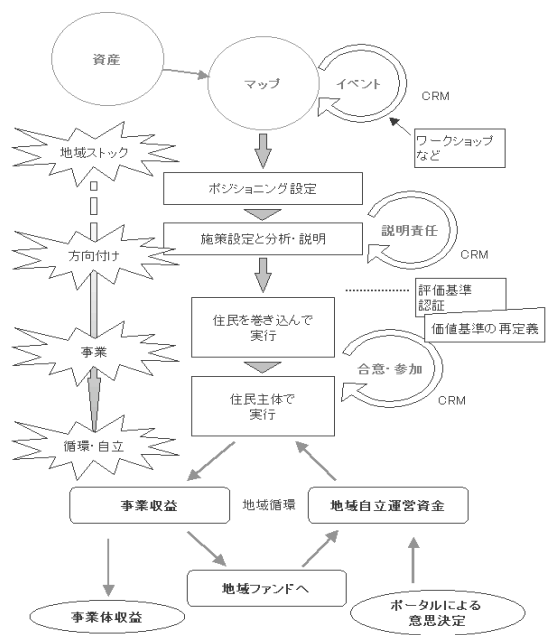 資産
マップ
イベント
CRM
ワークショップ
など
地域ストック
ポジショニング設定
施策設定と分析・説明
説明責任
CRM
方向付け
評価基準
認証
価値基準の再定義
住民を巻き込んで
実行
事業
合意・参加
CRM
住民主体で
実行
循環・自立
事業収益
地域循環
地域自立運営資金
地域ファンドへ
事業体収益
ポータルによる
意思決定